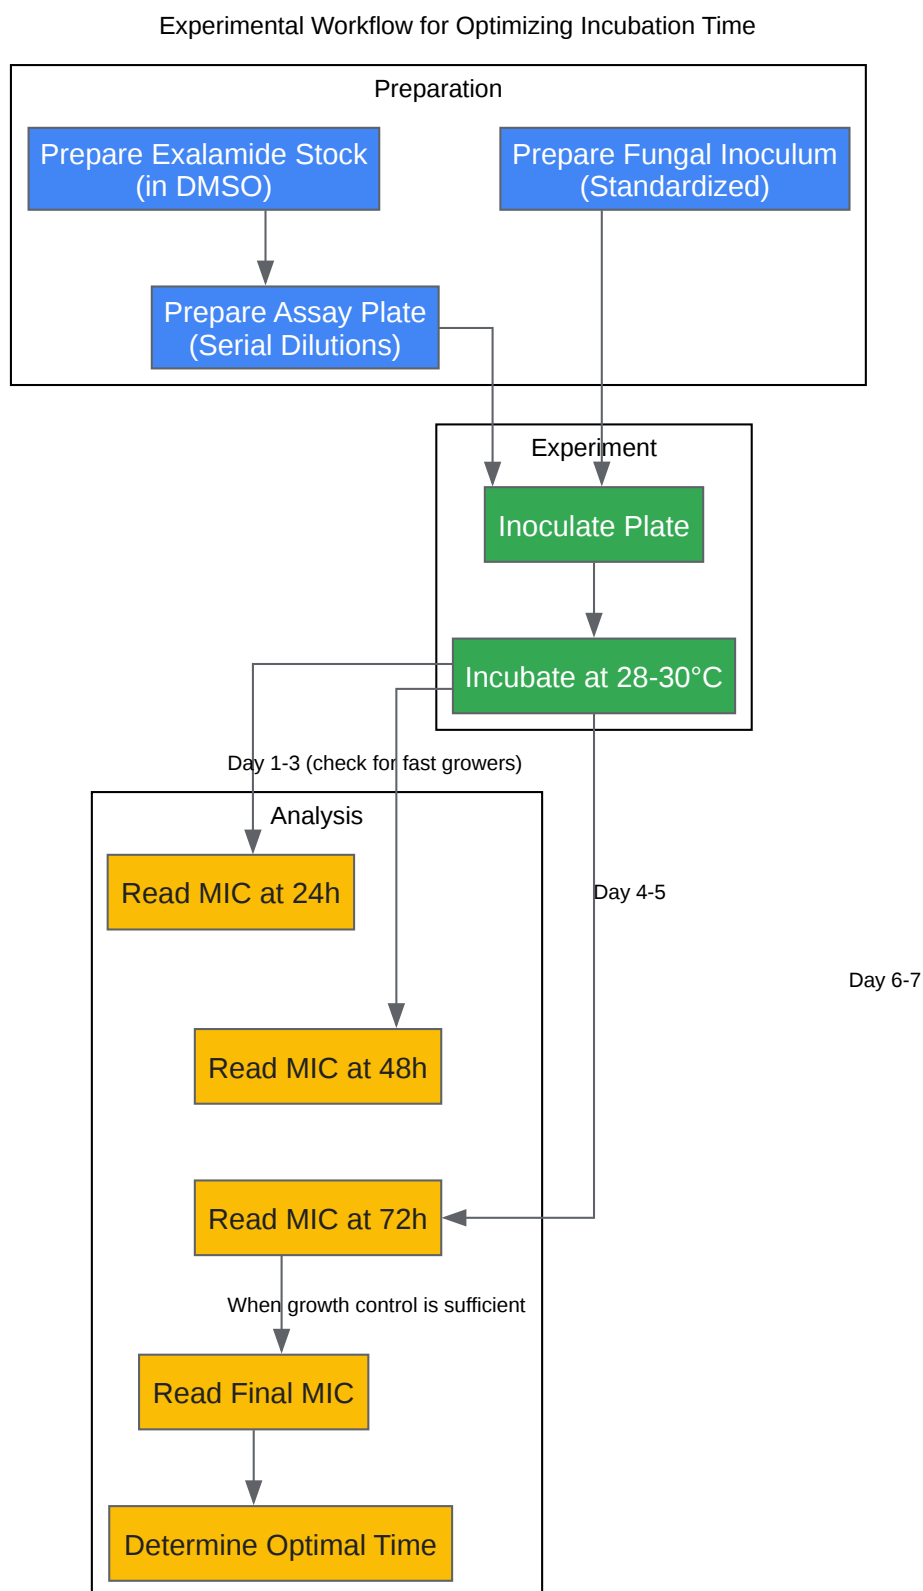 Experimental Workflow for Optimizing Incubation Time
Preparation
Prepare Exalamide Stock
(in DMSO)
Prepare Fungal Inoculum
(Standardized)
Prepare Assay Plate
(Serial Dilutions)
Experiment
Inoculate Plate
Incubate at 28-30°C
Day 1-3 (check for fast growers)
Analysis
Read MIC at 24h
Day 4-5
Day 6-7
Read MIC at 48h
Read MIC at 72h
When growth control is sufficient
Read Final MIC
Determine Optimal Time